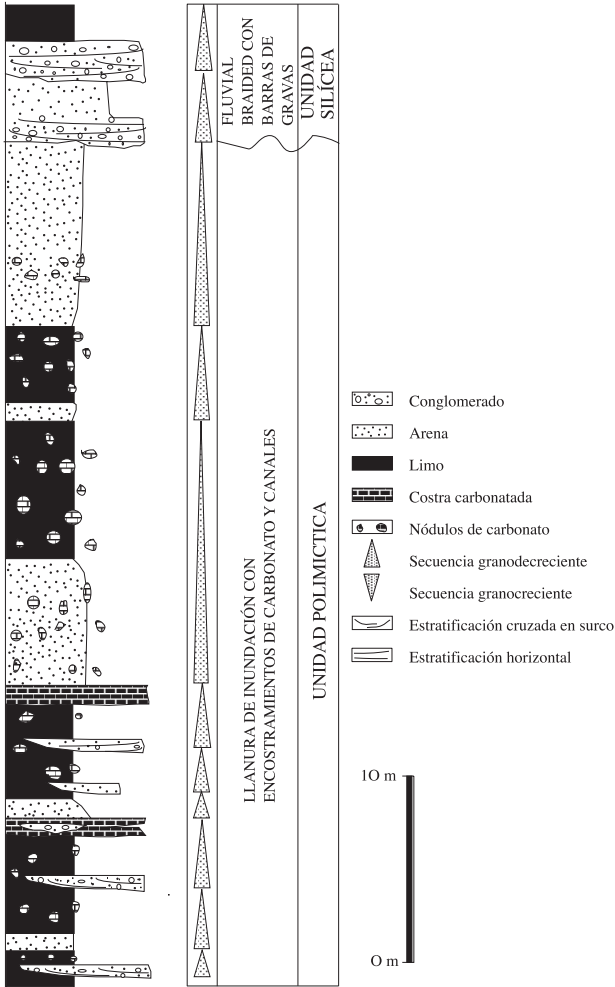 FLUVIAL
BRAIDED CON
BARRAS DE
GRAVAS
UNIDAD
SILÍCEA
LLANURA DE INUNDACIÓN CON
ENCOSTRAMIENTOS DE CARBONATO Y CANALES
UNIDAD POLIMICTICA
Conglomerado
Arena
Limo
Costra carbonatada
Nódulos de carbonato
Secuencia granodecreciente
Secuencia granocreciente
Estratificación cruzada en surco
Estratificación horizontal
1O m
O m